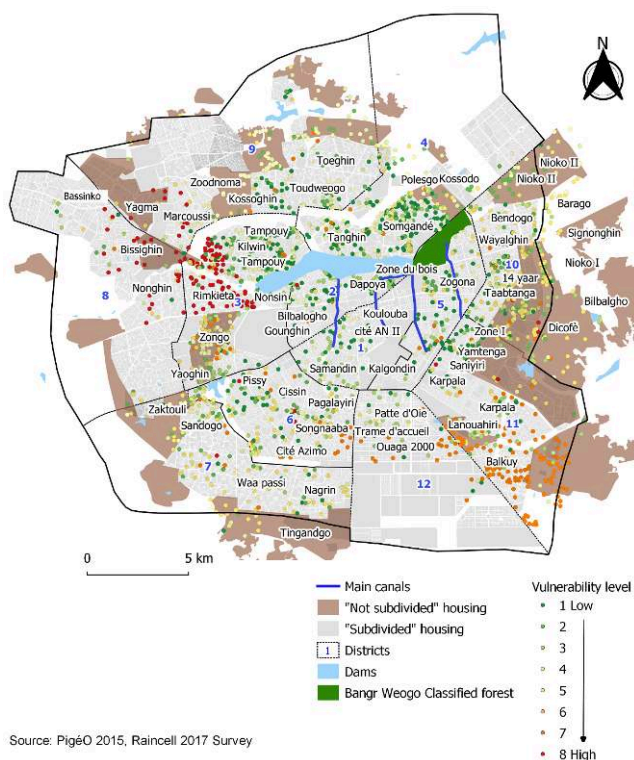 N
9
4
Toeghin
Nioko II
Zoodnoma
Toudweogo
Polesgo
Kossodo
Nioko II
Bassinko
Yagma
Kossoghin
Barago
Marcoussi
Tampouy
Somgandé
Bendogo
Signonghin
Kilwin
Tanghin
Wayalghin
Bissighin
Tampouy
Zone du bois
10
Nioko I
14 yaar
8
Nonghin
Rimkieta
3
Nonsin
2
Dapoya
Zogona
Taabtanga
Bilbalgho
Bilbalogho
Koulouba
5
Gounghin
cité AN II
Zone I
Dicofè
Zongo
1
Yamtenga
Yaoghin
Samandin
Kalgondin
Saniyiri
Pissy
Cissin
Karpala
Zaktouli
Pagalayiri
Patte d'Oie
Karpala
Sandogo
6
Songnaaba
Trame d'accueil
Lanouahiri
11
Cité Azimo
Ouaga 2000
7
Balkuy
Waa passi
Nagrin
12
Tingandgo
0
5 km
Main canals
"Not subdivided" housing
"Subdivided" housing
1 Districts
Dams
Bangr Weogo Classified forest
Vulnerability level
1 Low
2
3
4
5
6
7
8 High
Source: PigéO 2015, Raincell 2017 Survey